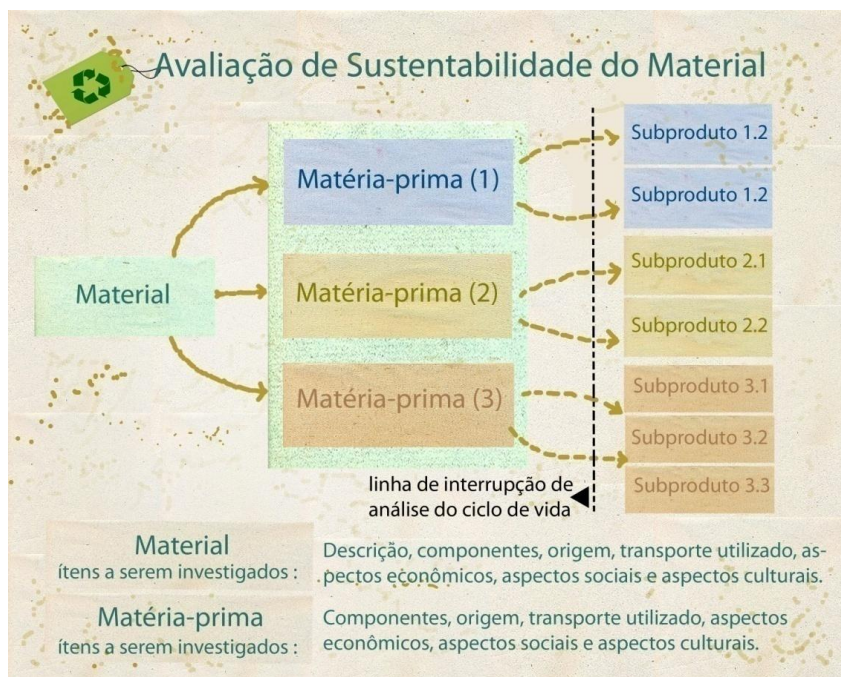 Avaliação de Sustentabilidade do Material
Subproduto 1.2
Matéria-prima (1)
Subproduto 1.2
Subproduto 2.1
Material
Matéria-prima (2)
Subproduto 2.2
Subproduto 3.1
Matéria-prima (3)
Subproduto 3.2
Subproduto 3.3
linha de interrupção de
análise do ciclo de vida
Material
ítens a serem investigados :
Descrição, componentes, origem, transporte utilizado, as-
pectos econômicos, aspectos sociais e aspectos culturais.
Matéria-prima
ítens a serem investigados :
Componentes, origem, transporte utilizado, aspectos
econômicos, aspectos sociais e aspectos culturais.